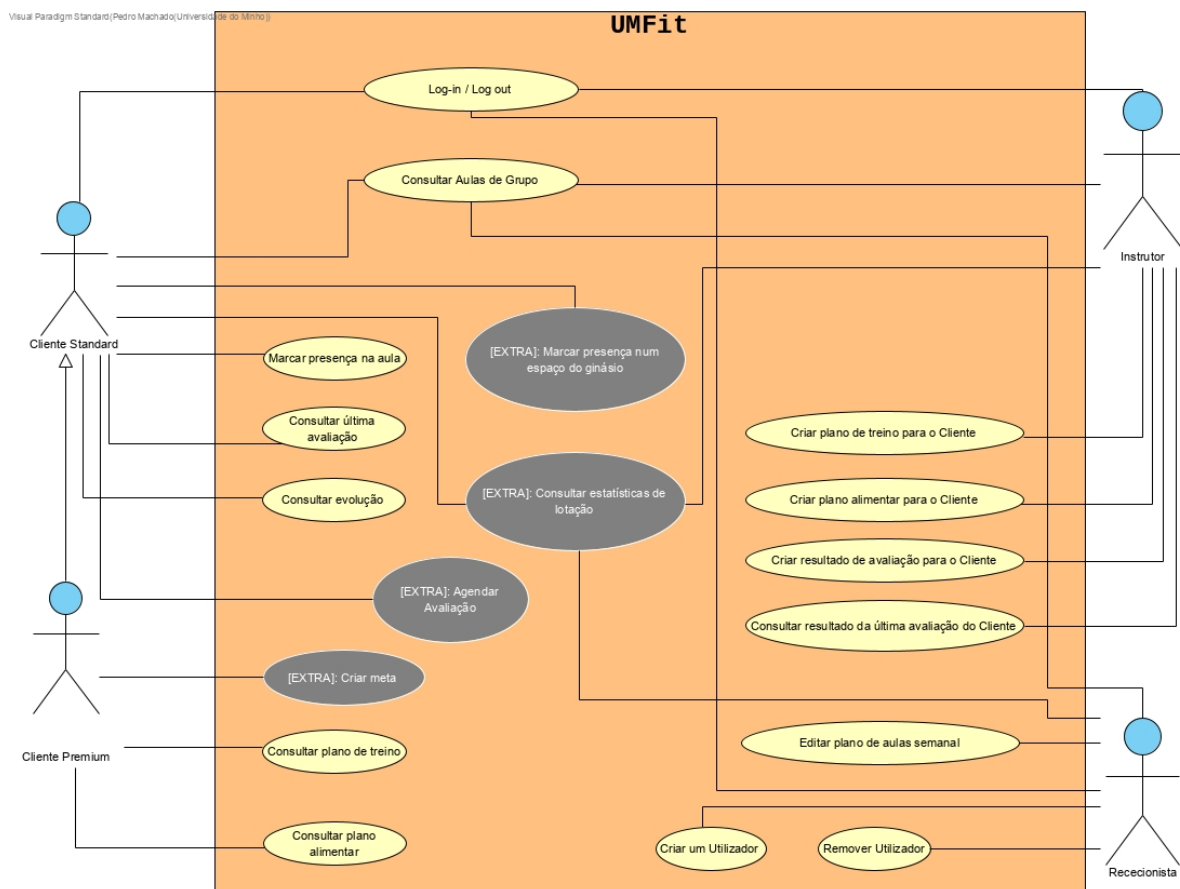 Visual Paradigm Standard(Pedro Machado(Universidade do Minho))
UMFit
Log-in / Log out
Consultar Aulas de Grupo
Instrutor
Cliente Standard
[EXTRA]: Marcar presença num
espaço do ginásio
Marcar presença na aula
Consultar última
avaliação
Criar plano de treino para o Cliente
[EXTRA]: Consultar estatísticas de
lotação
Consultar evolução
Criar plano alimentar para o Cliente
Criar resultado de avaliação para o Cliente
[EXTRA]: Agendar
Avaliação
Consultar resultado da última avaliação do Cliente
[EXTRA]: Criar meta
Cliente Premium
Consultar plano de treino
Editar plano de aulas semanal
Consultar plano
alimentar
Criar um Utilizador
Remover Utilizador
Rececionista